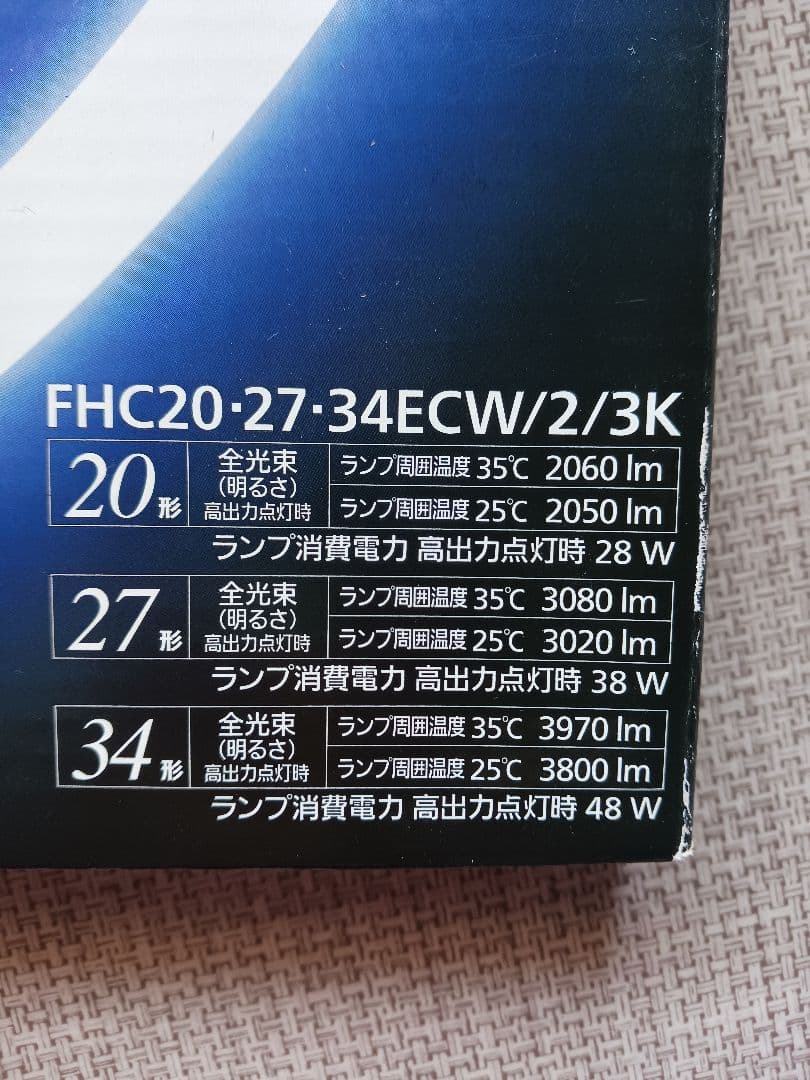 FHC20・27・34ECW/2/3K
20形 全光束(明るさ)高出力点灯時 ランプ周囲温度 35℃ 2060 lm
ランプ周囲温度 25℃ 2050 lm
ランプ消費電力 高出力点灯時 28 W
27形 全光束(明るさ)高出力点灯時 ランプ周囲温度 35℃ 3080 lm
ランプ周囲温度 25℃ 3020 lm
ランプ消費電力 高出力点灯時 38 W
34形 全光束(明るさ)高出力点灯時 ランプ周囲温度 35℃ 3970 lm
ランプ周囲温度 25℃ 3800 lm
ランプ消費電力 高出力点灯時 48 W